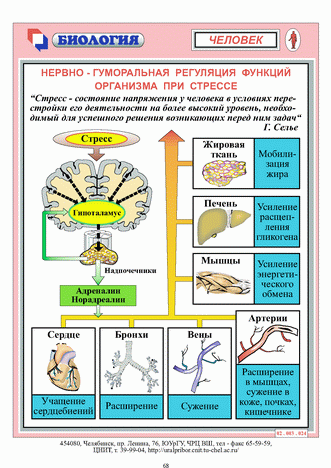 БИОЛОГИЯ
ЧЕЛОВЕК
НЕРВНО - ГУМОРАЛЬНАЯ РЕГУЛЯЦИЯ ФУНКЦИЙ
ОРГАНИЗМА ПРИ СТРЕССЕ
“Стресс - состояние напряжения у человека в условиях пере-
стройки его деятельности на более высокий уровень, необхо-
димый для успешного решения возникающих перед ним задач“
Г. Селье
Стресс
Гипоталамус
Надпочечники
Адреналин
Норадреалин
Жировая
ткань
Мобили-
зация
жира
Печень
Усиление
расщеп-
ления
гликогена
Мышцы
Усиление
энергети-
ческого
обмена
Сердце
Учащение
сердцебиений
Бронхи
Расширение
Вены
Сужение
Артерии
Расширение
в мышцах,
сужение в
коже, почках,
кишечнике
02.007.024
454080, Челябинск, пр. Ленина, 76, ЮУрГУ, ЧРЦ ВШ, тел - факс 65-59-59,
ЦНИТ, т. 39-99-04, http://uralpribor.cnit.tu-chel.ac.ru/
68